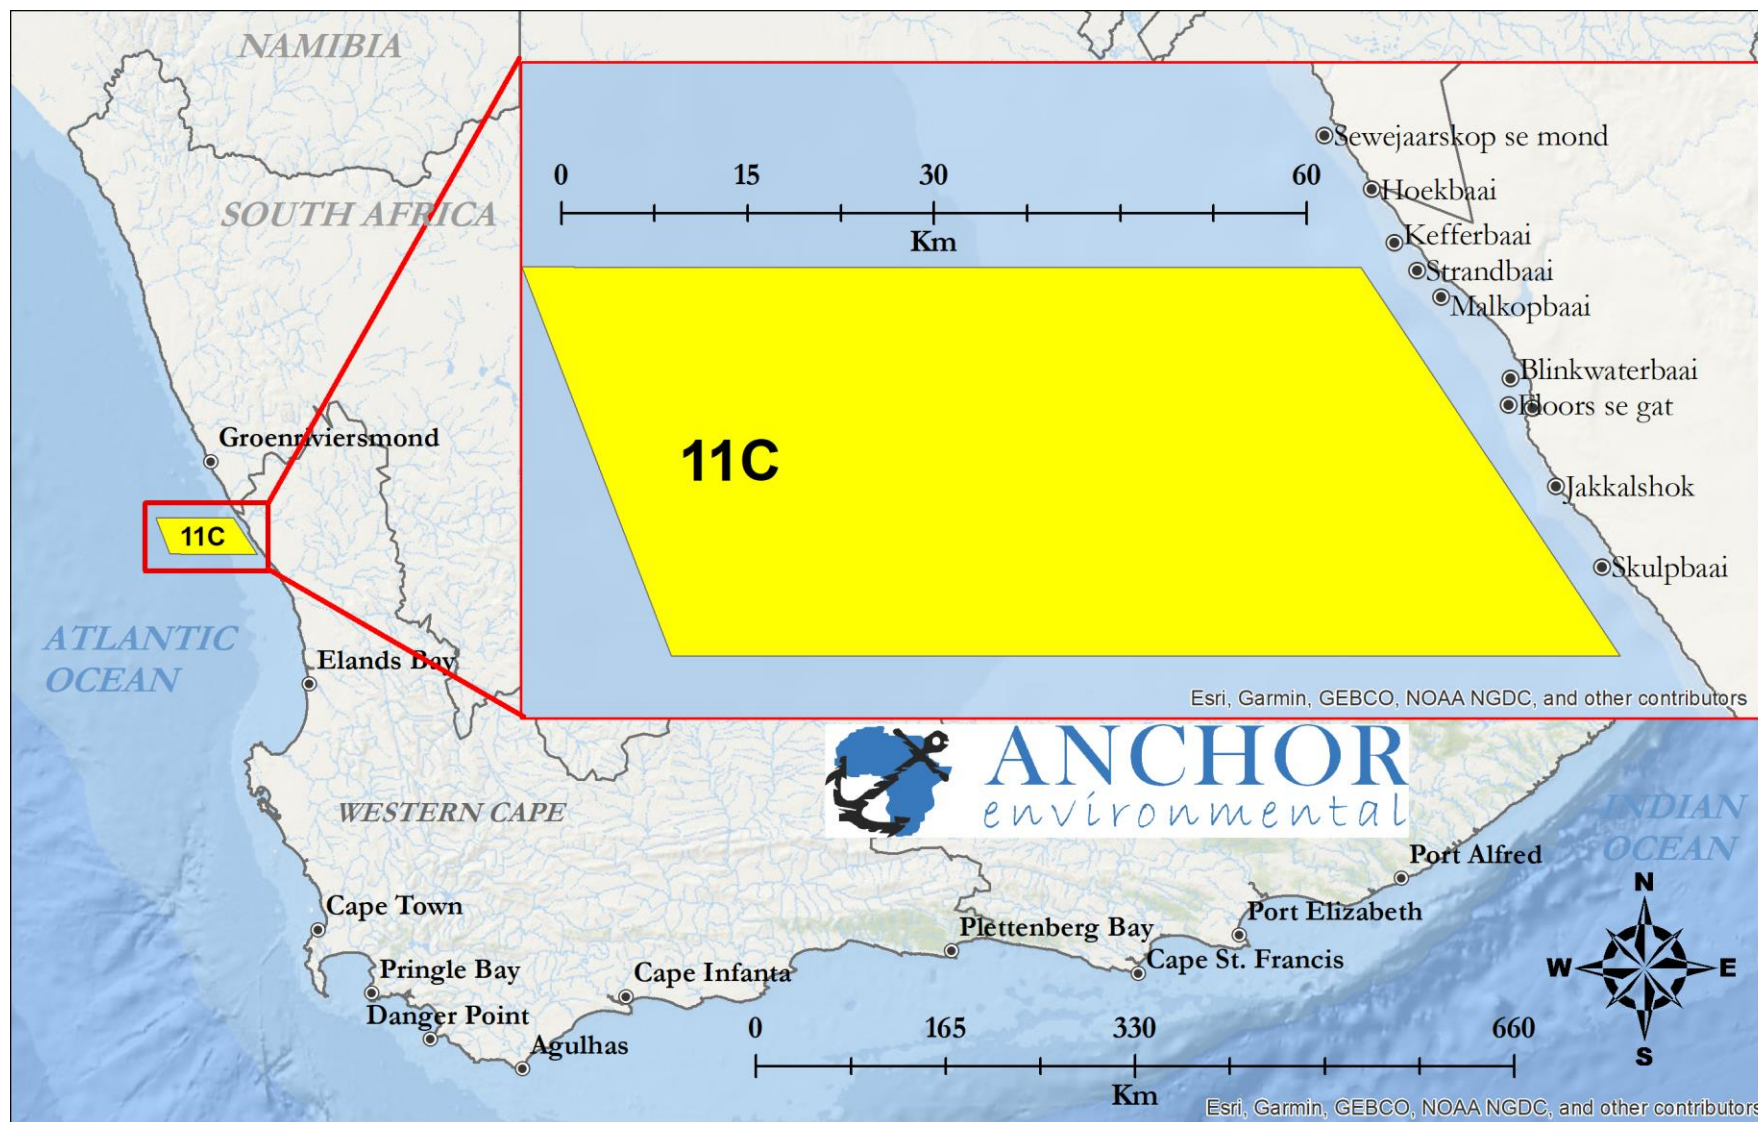 NAMIBIA
SOUTH AFRICA
Sewejaarskop se mond
0 15 30 60
Km
Hoekbaai
Kefferbaai
Strandbaai
Malkopbaai
Blinkwaterbaai
Floors se gat
11C
Jakkalshok
Skulpbaai
Esri, Garmin, GEBCO, NOAA NGDC, and other contributors
Groenriviersmond
11C
ATLANTIC
OCEAN
Elands Bay
ANCHOR
environmental
WESTERN CAPE
INDIAN
OCEAN
Port Alfred
Cape Town
Port Elizabeth
Plettenberg Bay
Cape St. Francis
Pringle Bay
Cape Infanta
Danger Point
Agulhas
N
W E
S
0 165 330 660
Km
Esri, Garmin, GEBCO, NOAA NGDC, and other contributors